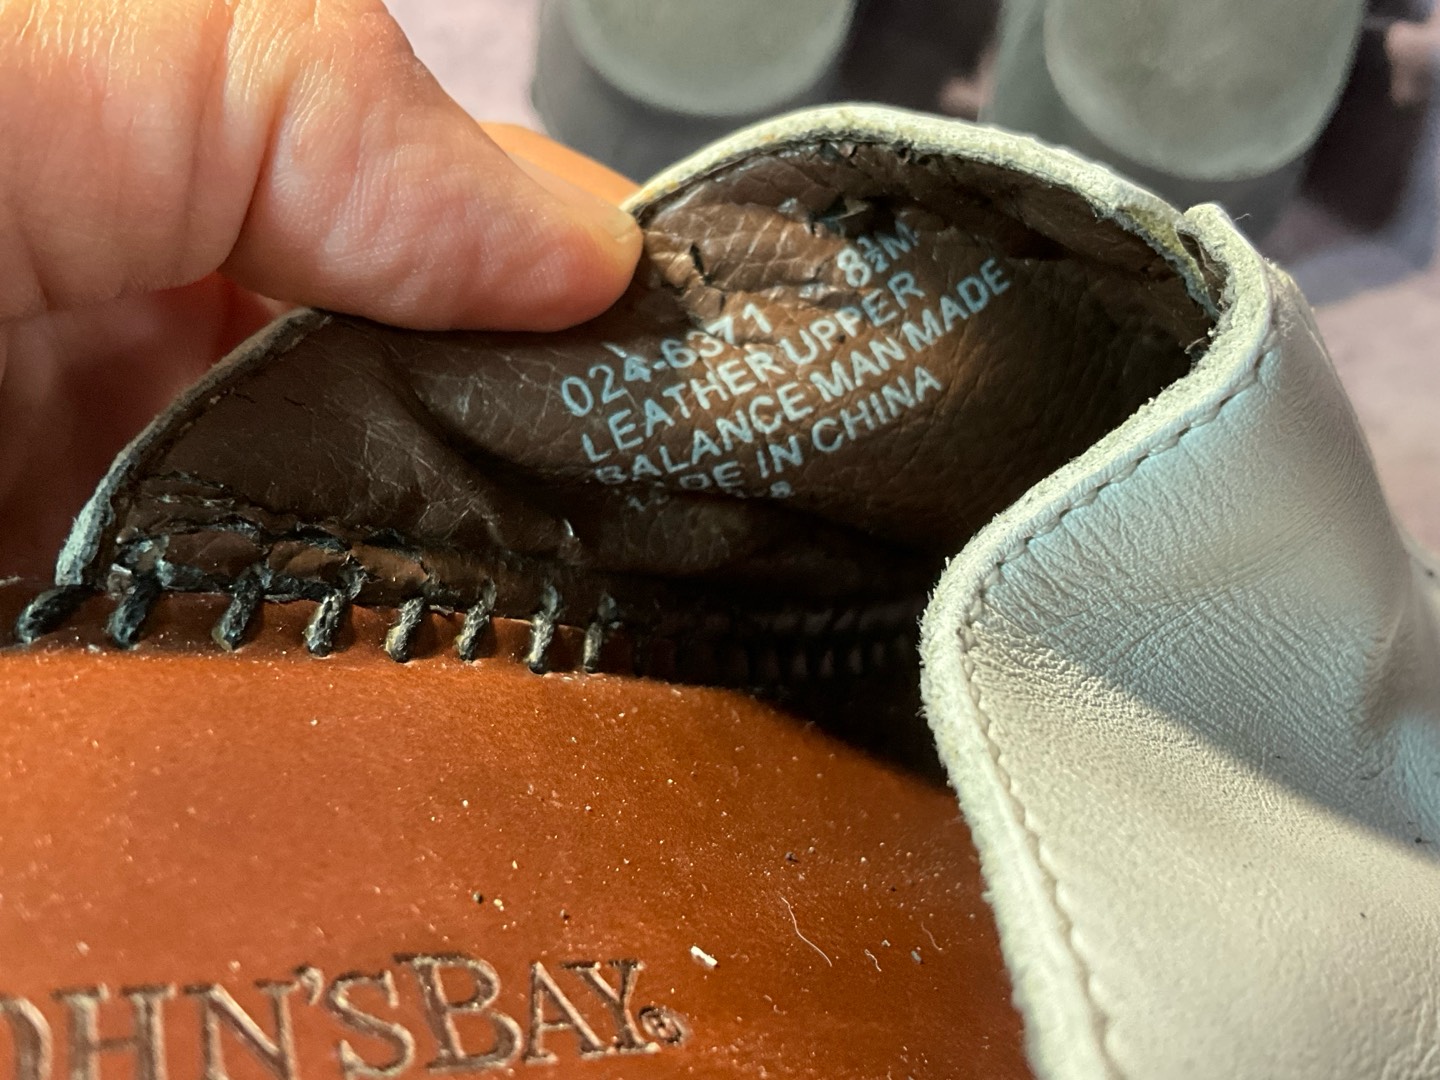 8½M
024-6371
LEATHER UPPER
BALANCE MAN MADE
MADE IN CHINA
OHN'S BAY®